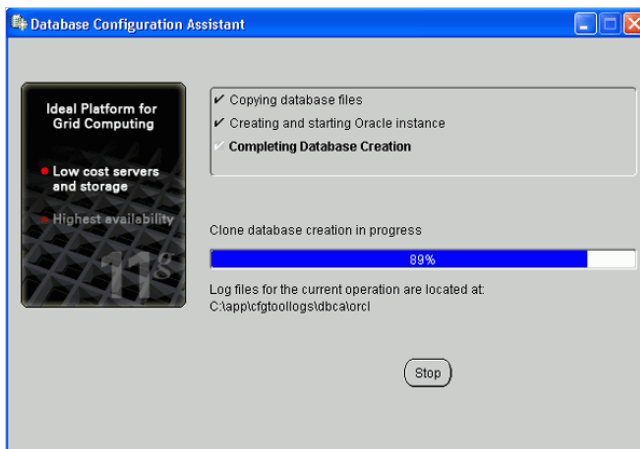 Database Configuration Assistant
Ideal Platform for
Grid Computing
Low cost servers
and storage
Highest availability
11g
Copying database files
Creating and starting Oracle instance
Completing Database Creation
Clone database creation in progress
89%
Log files for the current operation are located at:
C:\app\cfgtoollogs\dbca\orcl
Stop